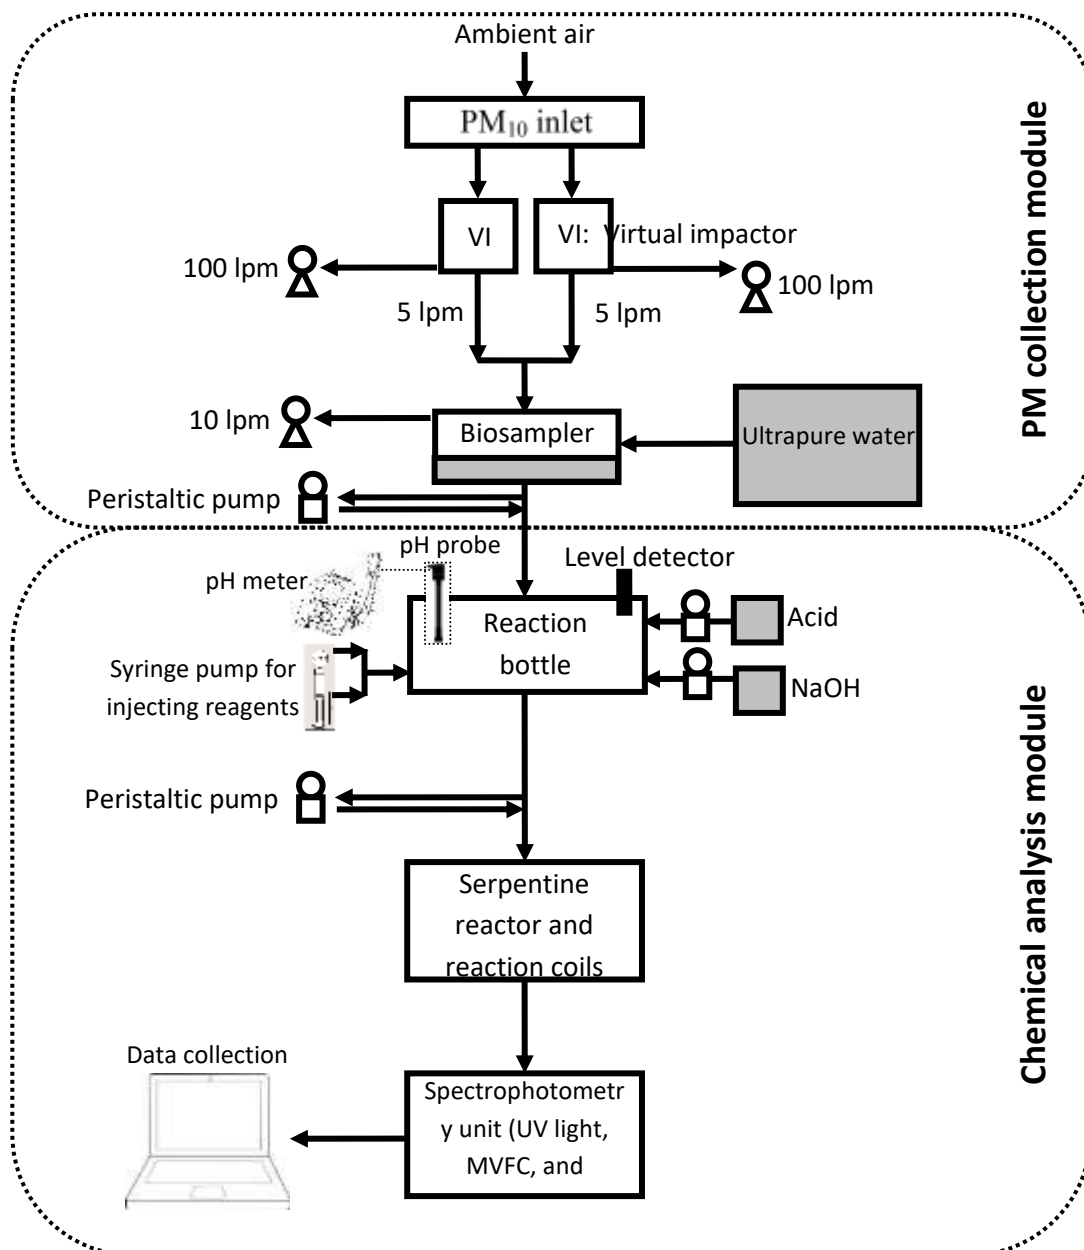 Ambient air
PM₁₀ inlet
VI
VI: Virtual impactor
100 lpm
100 lpm
5 lpm
5 lpm
PM collection module
10 lpm
Biosampler
Ultrapure water
Peristaltic pump
pH probe
Level detector
pH meter
Reaction
bottle
Acid
Syringe pump for
injecting reagents
NaOH
Peristaltic pump
Chemical analysis module
Serpentine
reactor and
reaction coils
Data collection
Spectrophotometr
y unit (UV light,
MVFC, and